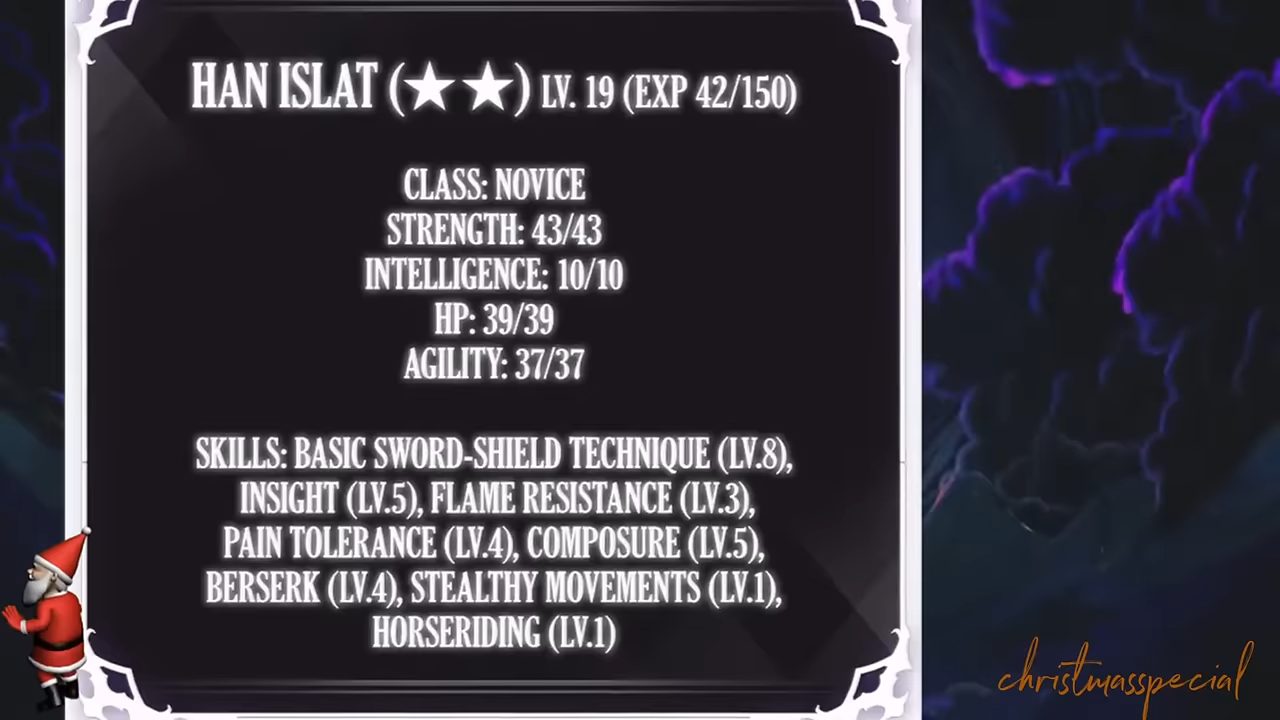 HAN ISLAT (★★) LV. 19 (EXP 42/150)
CLASS: NOVICE
STRENGTH: 43/43
INTELLIGENCE: 10/10
HP: 39/39
AGILITY: 37/37
SKILLS: BASIC SWORD-SHIELD TECHNIQUE (LV.8),
INSIGHT (LV.5), FLAME RESISTANCE (LV.3),
PAIN TOLERANCE (LV.4), COMPOSURE (LV.5),
BERSERK (LV.4), STEALTHY MOVEMENTS (LV.1),
HORSERIDING (LV.1)
christmasspecial